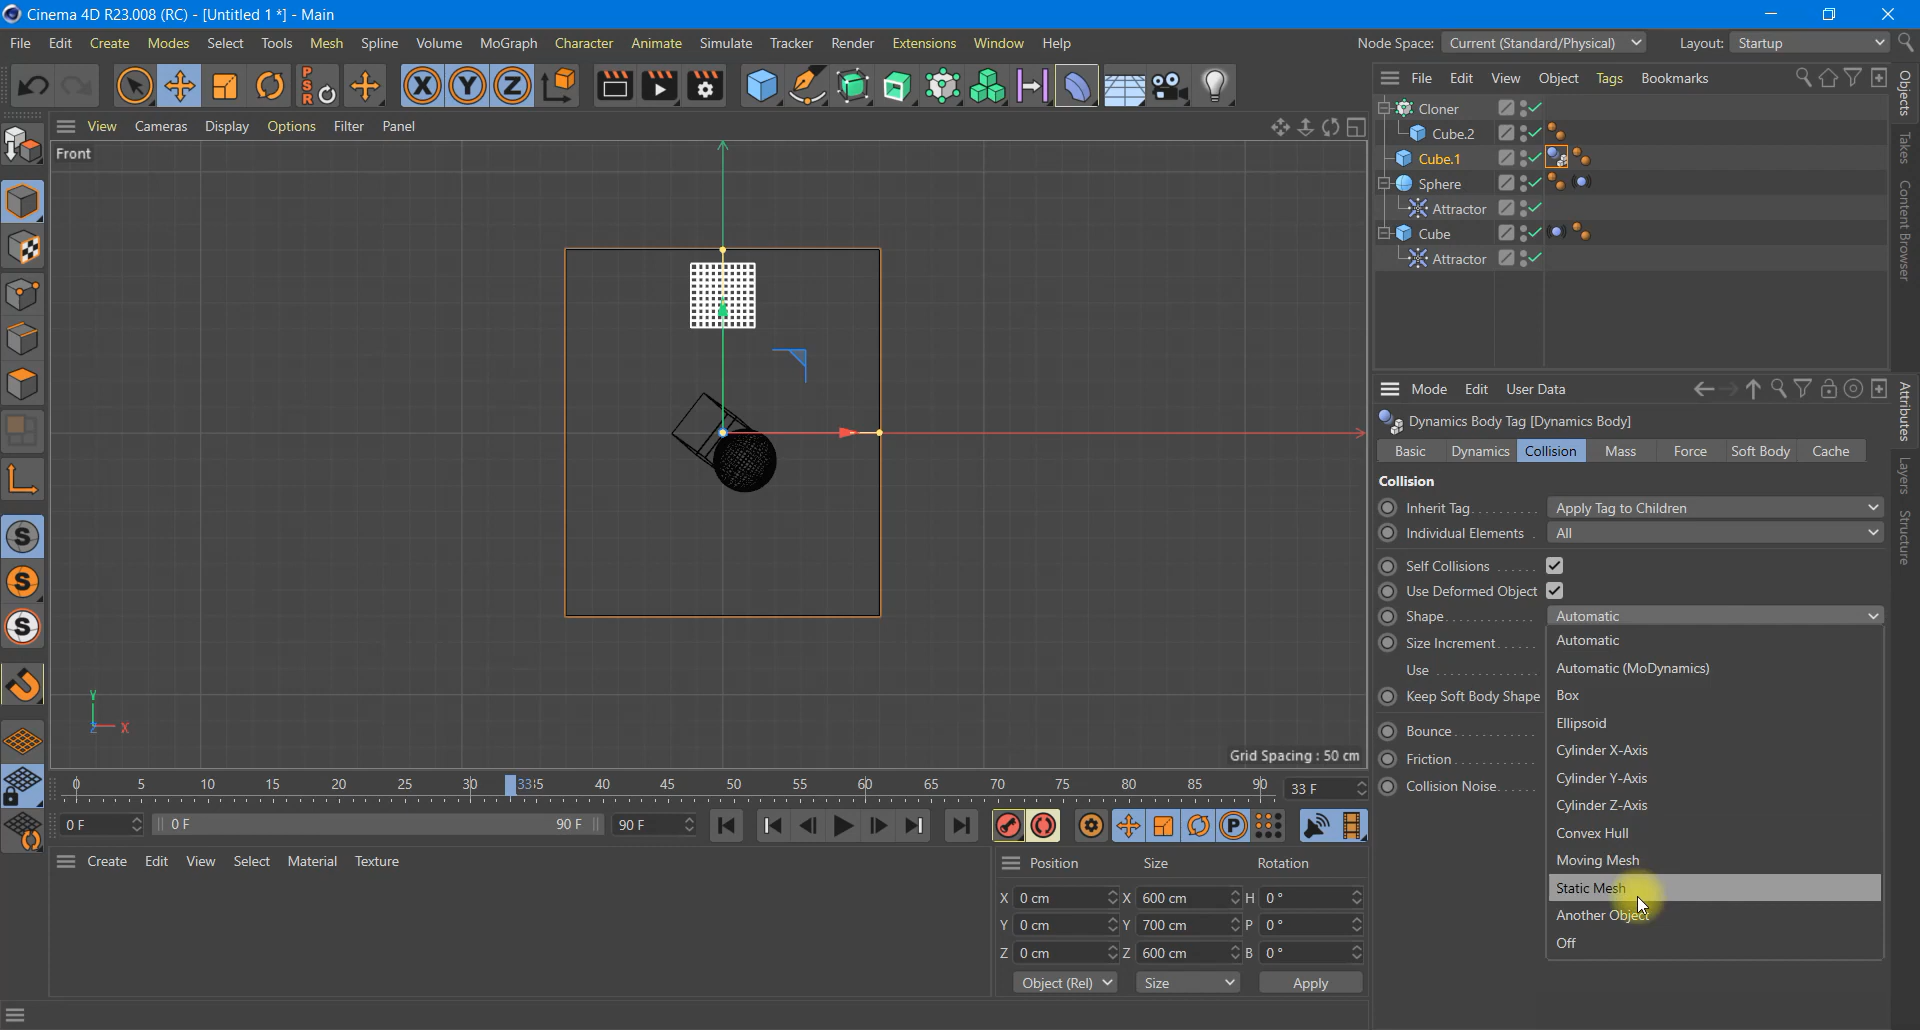 Cinema 4D R23.008 (RC) - [Untitled 1 *] - Main
File Edit Create Modes Select Tools Mesh Spline Volume MoGraph Character Animate Simulate Tracker Render Extensions Window Help
Node Space: Current (Standard/Physical) Layout: Startup
PSR X Y Z
File Edit View Object Tags Bookmarks
View Cameras Display Options Filter Panel
Front
Cloner
Cube.2
Cube.1
Sphere
Attractor
Cube
Attractor
Objects
Takes
Content Browser
Mode Edit User Data
Dynamics Body Tag [Dynamics Body]
Basic Dynamics Collision Mass Force Soft Body Cache
Collision
Inherit Tag......... Apply Tag to Children
Individual Elements . All
Self Collisions ......
Use Deformed Object
Shape............. Automatic
Size Increment......
Use ..............
Keep Soft Body Shape
Bounce............
Friction............
Collision Noise.....
Automatic
Automatic (MoDynamics)
Box
Ellipsoid
Cylinder X-Axis
Cylinder Y-Axis
Cylinder Z-Axis
Convex Hull
Moving Mesh
Static Mesh
Another Object
Off
Attributes
Layers
Structure
S
S
S
Y
Z X
Grid Spacing : 50 cm
0 5 10 15 20 25 30 3335 40 45 50 55 60 65 70 75 80 85 90 33 F
0 F 0 F 90 F 90 F P
Create Edit View Select Material Texture
Position Size Rotation
X 0 cm X 600 cm H 0 °
Y 0 cm Y 700 cm P 0 °
Z 0 cm Z 600 cm B 0 °
Object (Rel) Size Apply